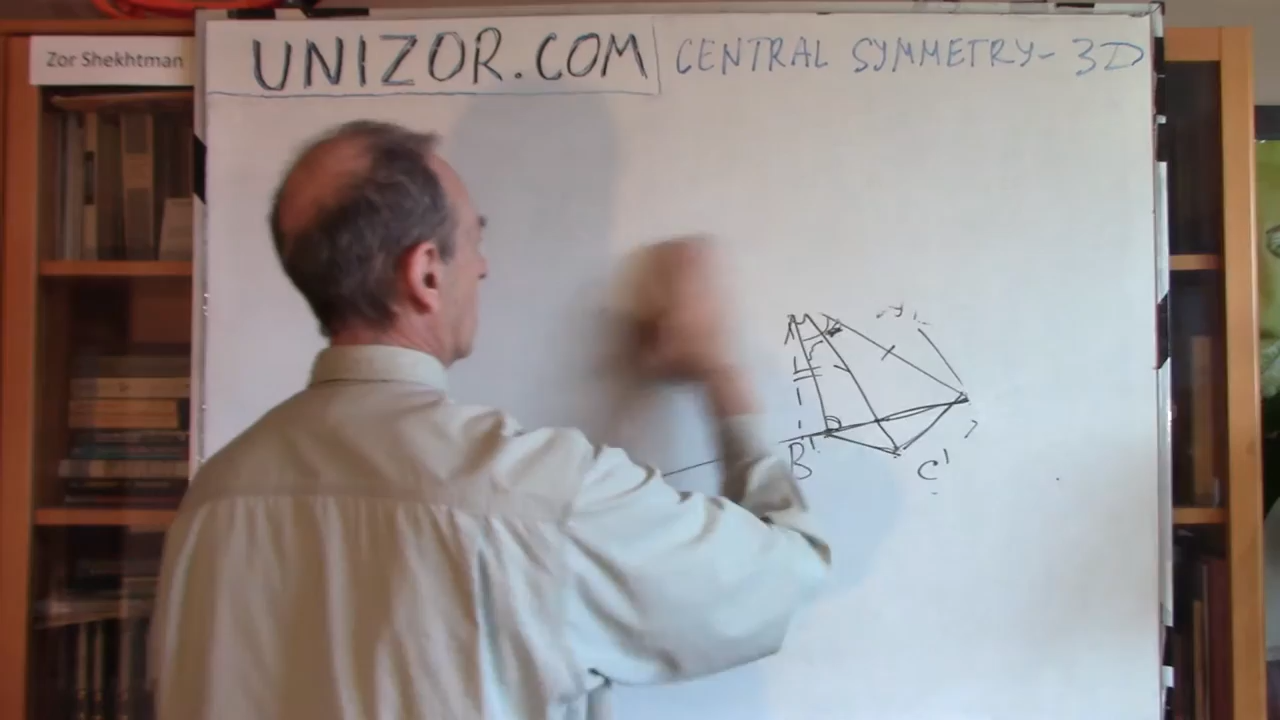 Zor Shekhtman
UNIZOR.COM
CENTRAL SYMMETRY- 3D
B'
C'